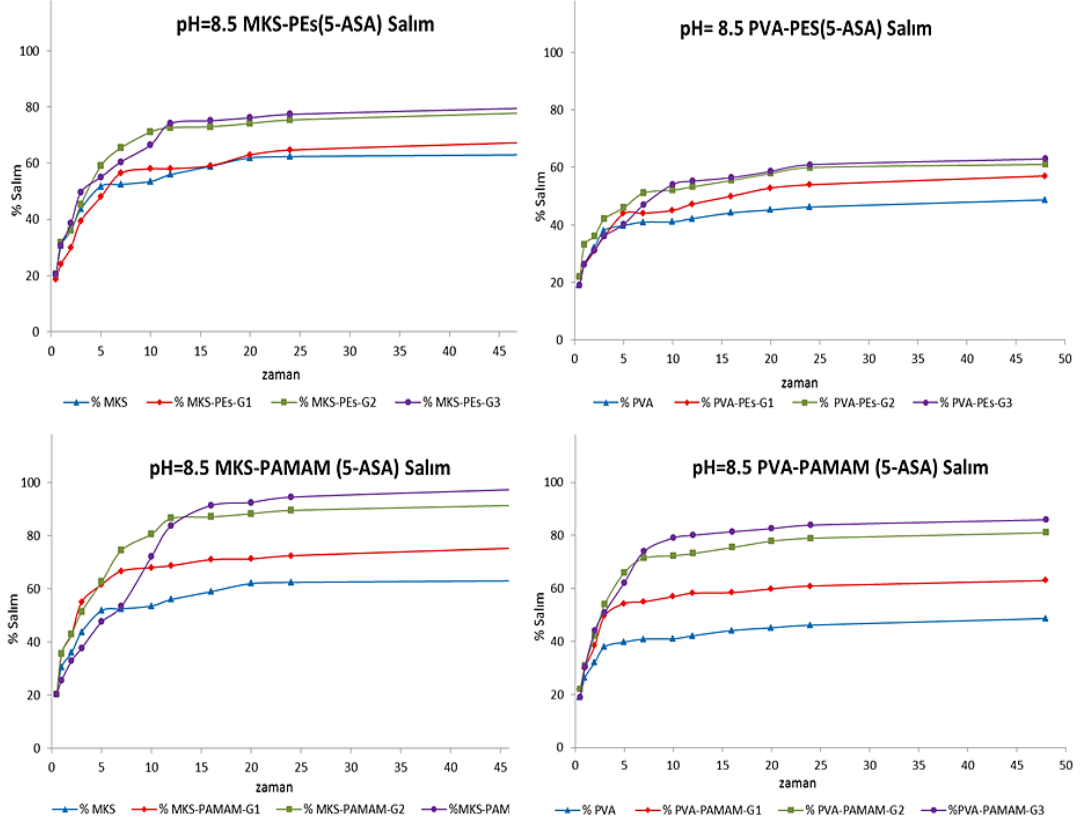 pH=8.5 MKS-PEs(5-ASA) Salım
% Salım
100
80
60
40
20
0
0 5 10 15 20 25 30 35 40 45
zaman
% MKS % MKS-PEs-G1 % MKS-PEs-G2 % MKS-PEs-G3
pH= 8.5 PVA-PES(5-ASA) Salım
% Salım
100
80
60
40
20
0
0 5 10 15 20 25 30 35 40 45 50
zaman
% PVA % PVA-PEs-G1 % PVA-PEs-G2 % PVA-PEs-G3
pH=8.5 MKS-PAMAM (5-ASA) Salım
% Salım
100
80
60
40
20
0
0 5 10 15 20 25 30 35 40 45
zaman
% MKS % MKS-PAMAM-G1 % MKS-PAMAM-G2 %MKS-PAM
pH=8.5 PVA-PAMAM (5-ASA) Salım
% Salım
100
80
60
40
20
0
0 5 10 15 20 25 30 35 40 45 50
zaman
% PVA % PVA-PAMAM-G1 % PVA-PAMAM-G2 %PVA-PAMAM-G3